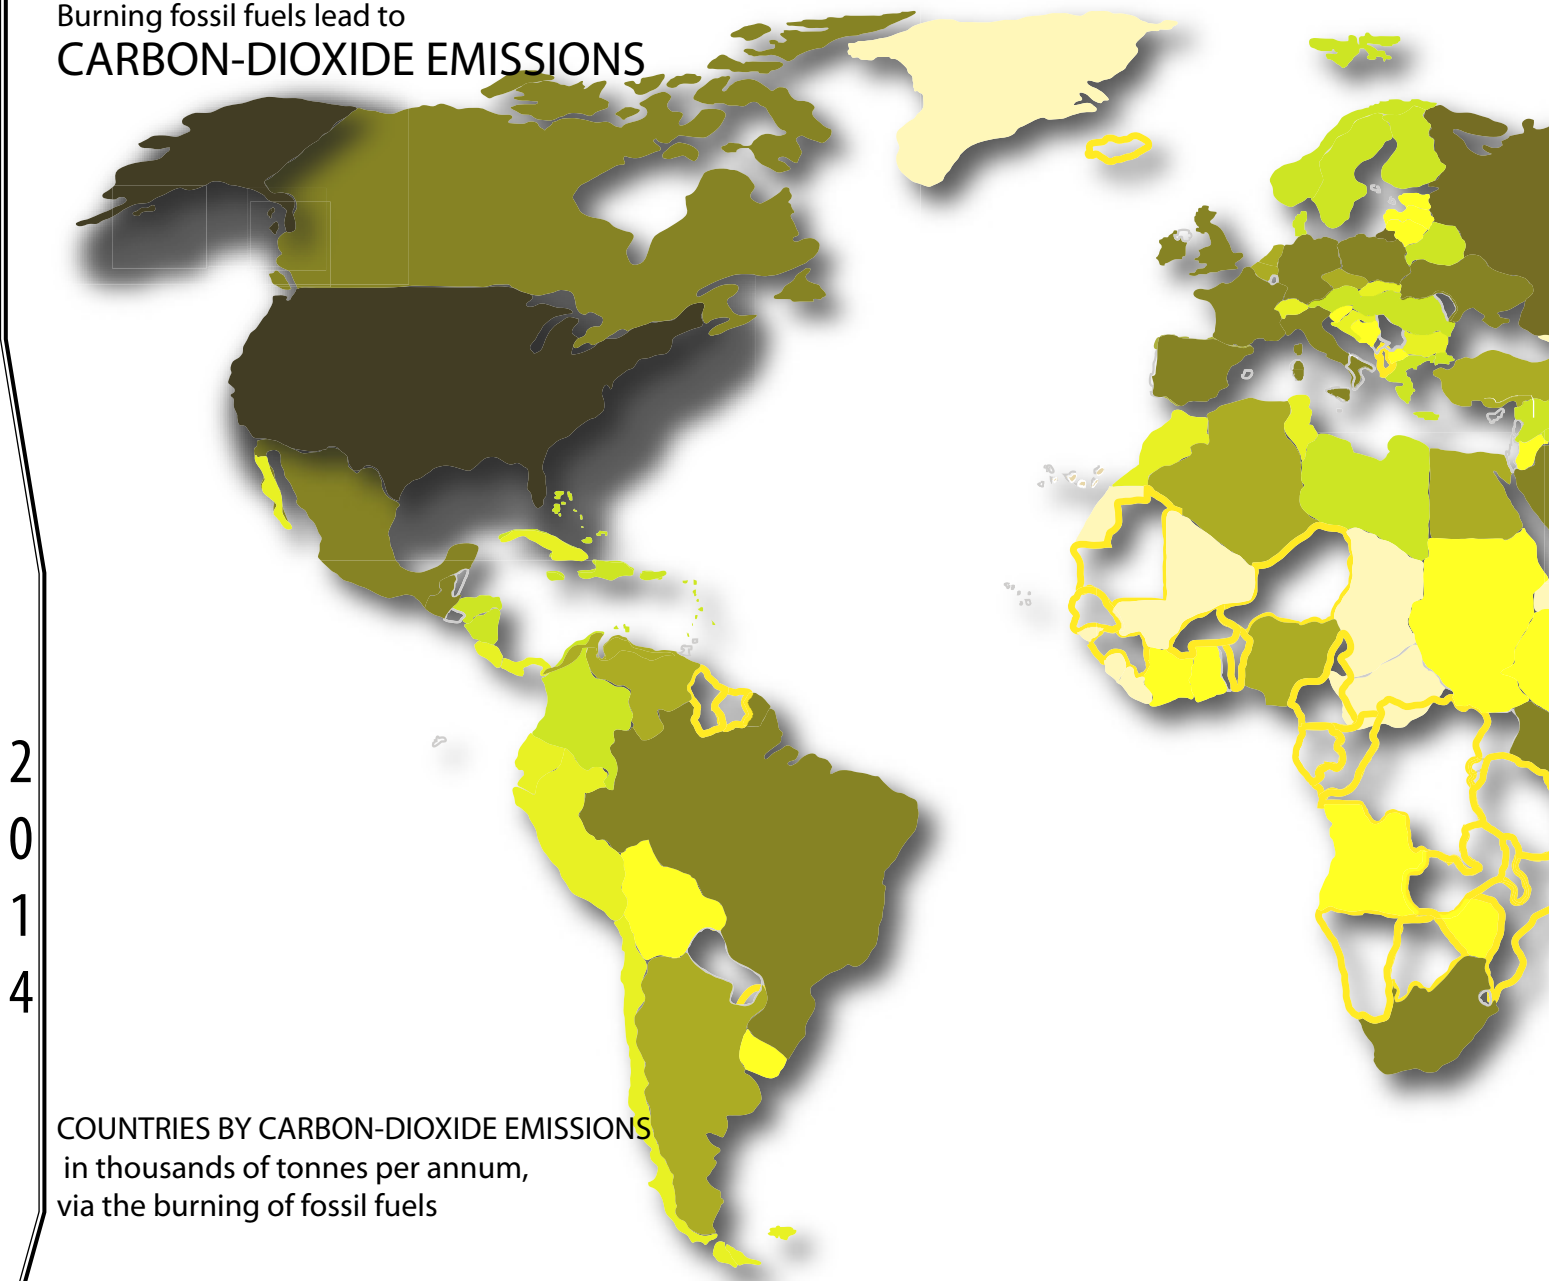 Burning fossil fuels lead to
CARBON-DIOXIDE EMISSIONS
2
0
1
4
COUNTRIES BY CARBON-DIOXIDE EMISSIONS
in thousands of tonnes per annum,
via the burning of fossil fuels